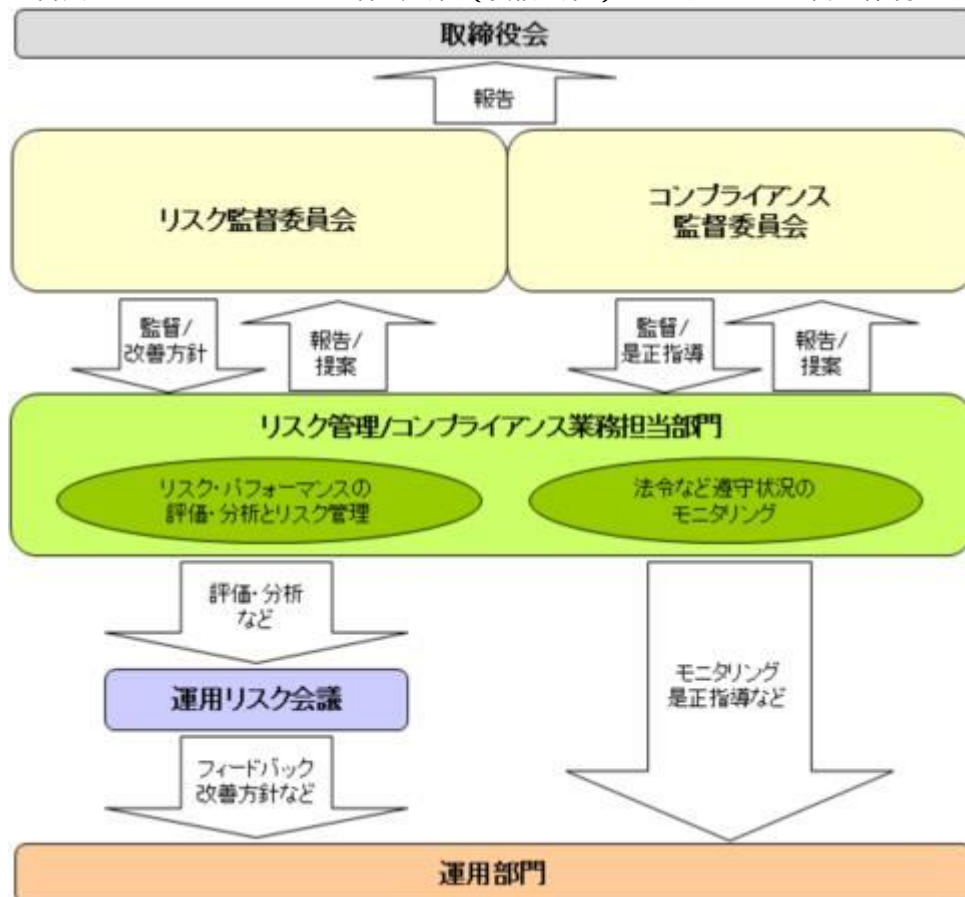 取締役会
報告
リスク監督委員会
コンプライアンス
監督委員会
監督/
改善方針
報告/
提案
監督/
是正指導
報告/
提案
リスク管理/コンプライアンス業務担当部門
リスク・パフォーマンスの
評価・分析とリスク管理
法令など遵守状況の
モニタリング
評価・分析
など
運用リスク会議
モニタリング
是正指導など
フィードバック
改善方針など
運用部門